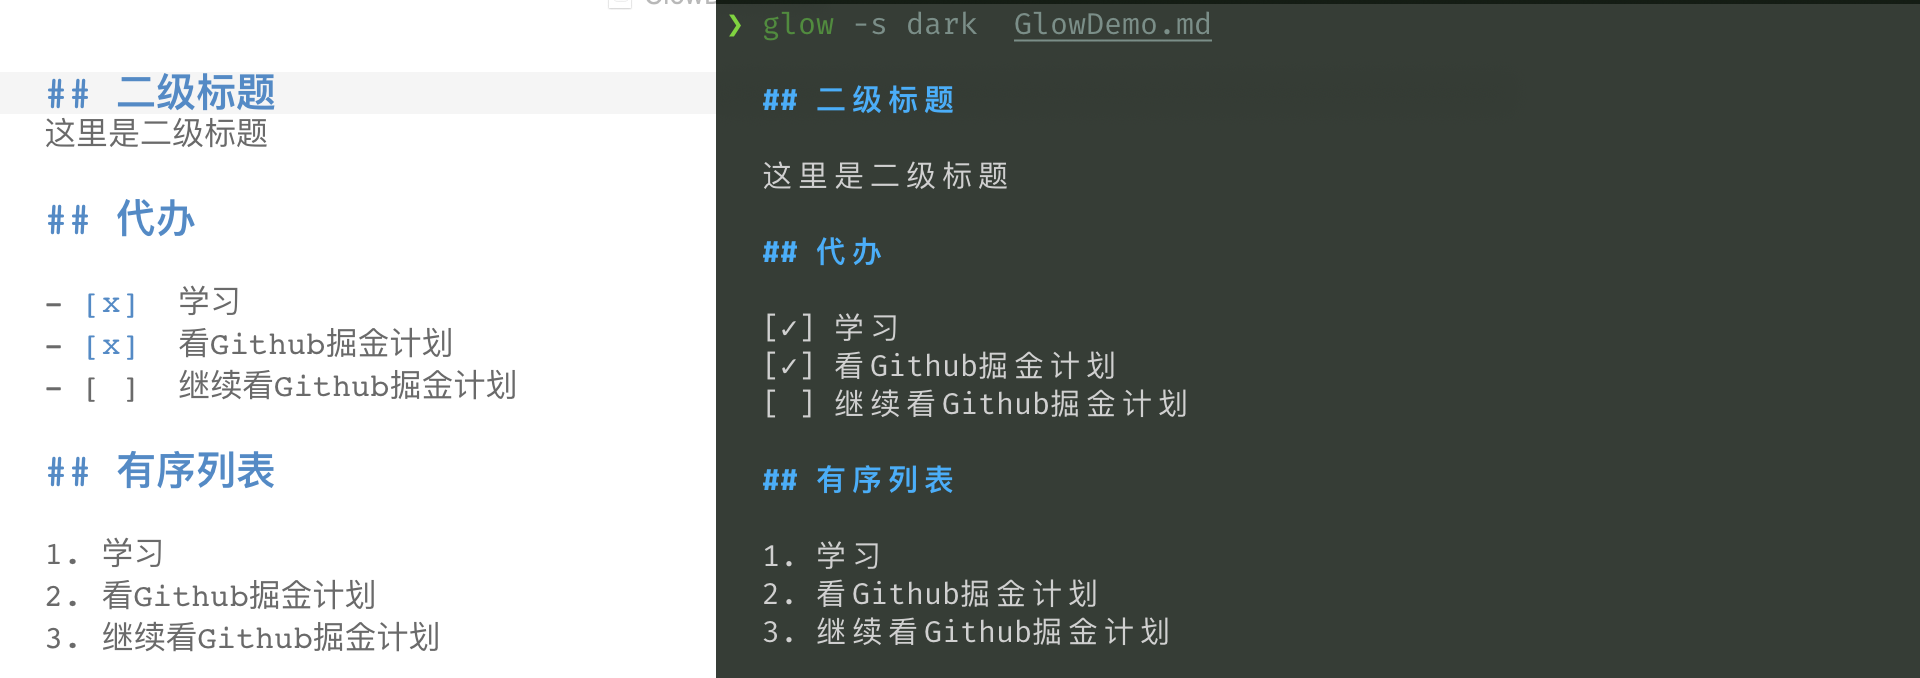 ## 二级标题
这里是二级标题
## 代办
- [x] 学习
- [x] 看Github掘金计划
- [ ] 继续看Github掘金计划
## 有序列表
1. 学习
2. 看Github掘金计划
3. 继续看Github掘金计划
❯ glow -s dark GlowDemo.md
## 二级标题
这里是二级标题
## 代办
[✓] 学习
[✓] 看Github掘金计划
[ ] 继续看Github掘金计划
## 有序列表
1. 学习
2. 看Github掘金计划
3. 继续看Github掘金计划